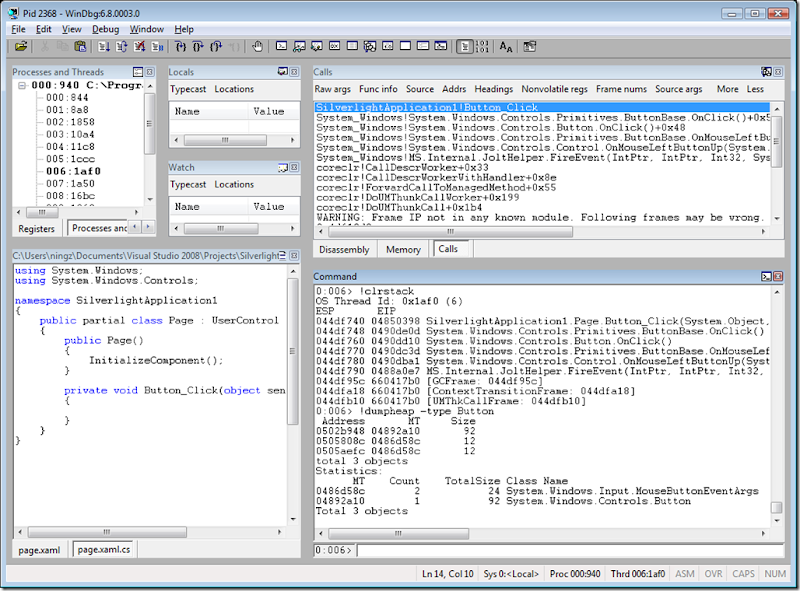 Pid 2368 - WinDbg:6.8.0003.0
File Edit View Debug Window Help
Processes and Threads
000:940 C:\Progr
000:844
001:8a8
002:1858
003:10a4
004:11c8
005:1ccc
006:1af0
007:1a50
008:16bc
Registers Processes and
Locals
Typecast Locations
Name Value
Watch
Typecast Locations
Name Value
Calls
Raw args Func info Source Addrs Headings Nonvolatile regs Frame nums Source args More Less
SilverlightApplication1!Button_Click
System_Windows!System.Windows.Controls.Primitives.ButtonBase.OnClick()+0x5
System_Windows!System.Windows.Controls.Button.OnClick()+0x48
System_Windows!System.Windows.Controls.Primitives.ButtonBase.OnMouseLeftBu
System_Windows!System.Windows.Controls.Control.OnMouseLeftButtonUp(System.
System_Windows!MS.Internal.JoltHelper.FireEvent(IntPtr, IntPtr, Int32, Sys
coreclr!CallDescrWorker+0x33
coreclr!CallDescrWorkerWithHandler+0x8e
coreclr!ForwardCallToManagedMethod+0x55
coreclr!DoUMThunkCallWorker+0x199
coreclr!DoUMThunkCall+0x1b4
WARNING: Frame IP not in any known module. Following frames may be wrong.
Disassembly Memory Calls
C:\Users\ningz\Documents\Visual Studio 2008\Projects\Silverlight
using System.Windows;
using System.Windows.Controls;
namespace SilverlightApplication1
{
public partial class Page : UserControl
{
public Page()
{
InitializeComponent();
}
private void Button_Click(object sen
{
}
}
}
page.xaml page.xaml.cs
Command
0:006> !clrstack
OS Thread Id: 0x1af0 (6)
ESP EIP
044df740 04850398 SilverlightApplication1.Page.Button_Click(System.Object,
044df750 0490de0d System.Windows.Controls.Primitives.ButtonBase.OnClick()
044df760 0490dd10 System.Windows.Controls.Button.OnClick()
044df770 0490dc3d System.Windows.Controls.Primitives.ButtonBase.OnMouseLef
044df780 0490dba1 System.Windows.Controls.Control.OnMouseLeftButtonUp(Syst
044df790 0488a0e7 MS.Internal.JoltHelper.FireEvent(IntPtr, IntPtr, Int32,
044df95c 660417b0 [GCFrame: 044df95c]
044dfa18 660417b0 [ContextTransitionFrame: 044dfa18]
044dfb10 660417b0 [UMThkCallFrame: 044dfb10]
0:006> !dumpheap -type Button
Address MT Size
0502b948 04892a10 92
0505808c 0486d58c 12
0505aefc 0486d58c 12
total 3 objects
Statistics:
MT Count TotalSize Class Name
0486d58c 2 24 System.Windows.Input.MouseButtonEventArgs
04892a10 1 92 System.Windows.Controls.Button
Total 3 objects
0:006>
Ln 14, Col 10 Sys 0:<Local> Proc 000:940 Thrd 006:1af0 ASM OVR CAPS NUM